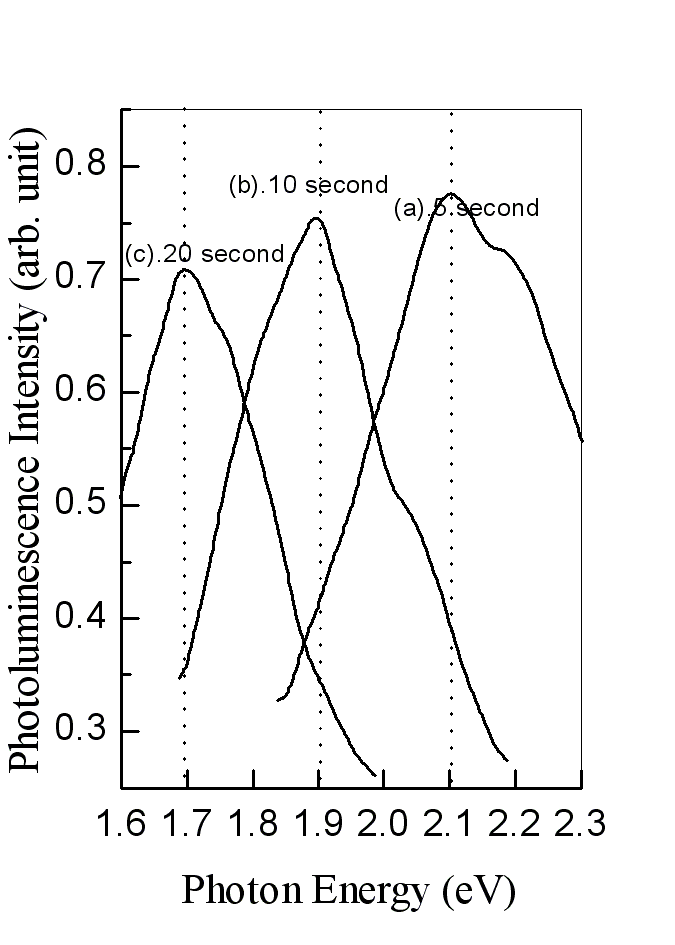 Photoluminescence Intensity (arb. unit)
0.8
0.7
0.6
0.5
0.4
0.3
(b).10 second
(a).5 second
(c).20 second
1.6 1.7 1.8 1.9 2.0 2.1 2.2 2.3
Photon Energy (eV)